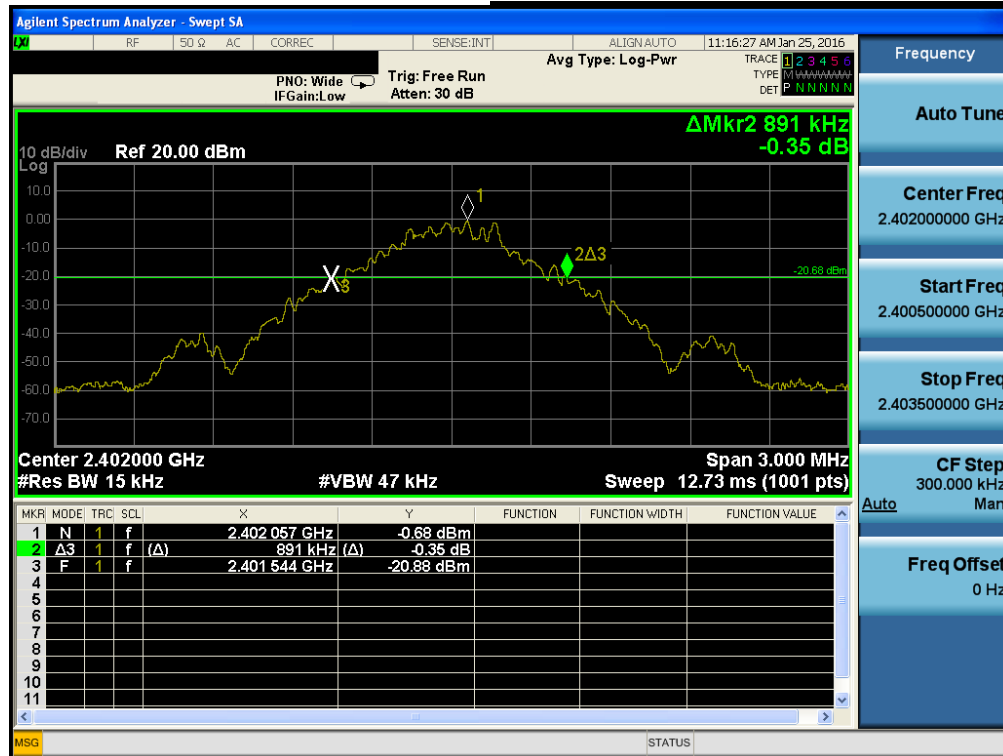 Agilent Spectrum Analyzer - Swept SA
LXI RF 50 Ω AC CORREC SENSE:INT ALIGN AUTO 11:16:27 AM Jan 25, 2016
Frequency
PNO: Wide Trig: Free Run Avg Type: Log-Pwr TRACE 1 2 3 4 5 6
IFGain:Low Atten: 30 dB TYPE M WWWWW
DET P N N N N N
Auto Tune
ΔMkr2 891 kHz
-0.35 dB
10 dB/div Ref 20.00 dBm
Log
10.0
0.00
-10.0
-20.0
-30.0
-40.0
-50.0
-60.0
-70.0
1
2Δ3
3
-20.68 dBm
Center 2.402000 GHz Span 3.000 MHz
#Res BW 15 kHz #VBW 47 kHz Sweep 12.73 ms (1001 pts)
Center Freq
2.402000000 GHz
Start Freq
2.400500000 GHz
Stop Freq
2.403500000 GHz
CF Step
300.000 kHz
Auto Man
Freq Offset
0 Hz
MKR MODE TRC SCL X Y FUNCTION FUNCTION WIDTH FUNCTION VALUE
1 N 1 f 2.402 057 GHz -0.68 dBm
2 Δ3 1 f (Δ) 891 kHz (Δ) -0.35 dB
3 F 1 f 2.401 544 GHz -20.88 dBm
4
5
6
7
8
9
10
11
MSG STATUS